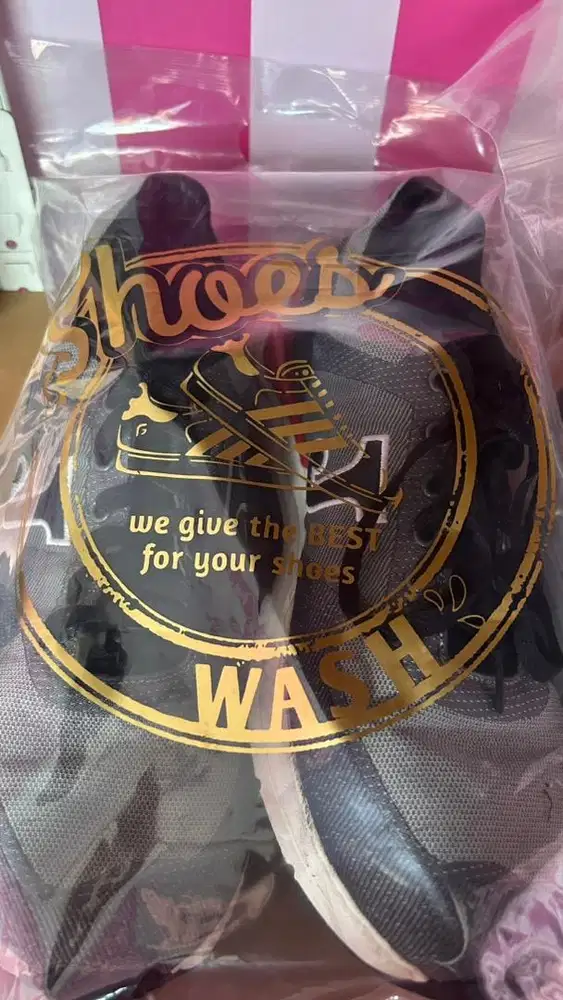 Shoes
we give the BEST
for your shoes
WASH